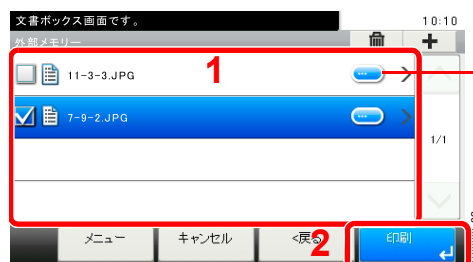 文書ボックス画面です。
10:10
外部メモリー
1
11-3-3.JPG
7-9-2.JPG
1/1
メニュー
キャンセル
<戻る
2
印刷